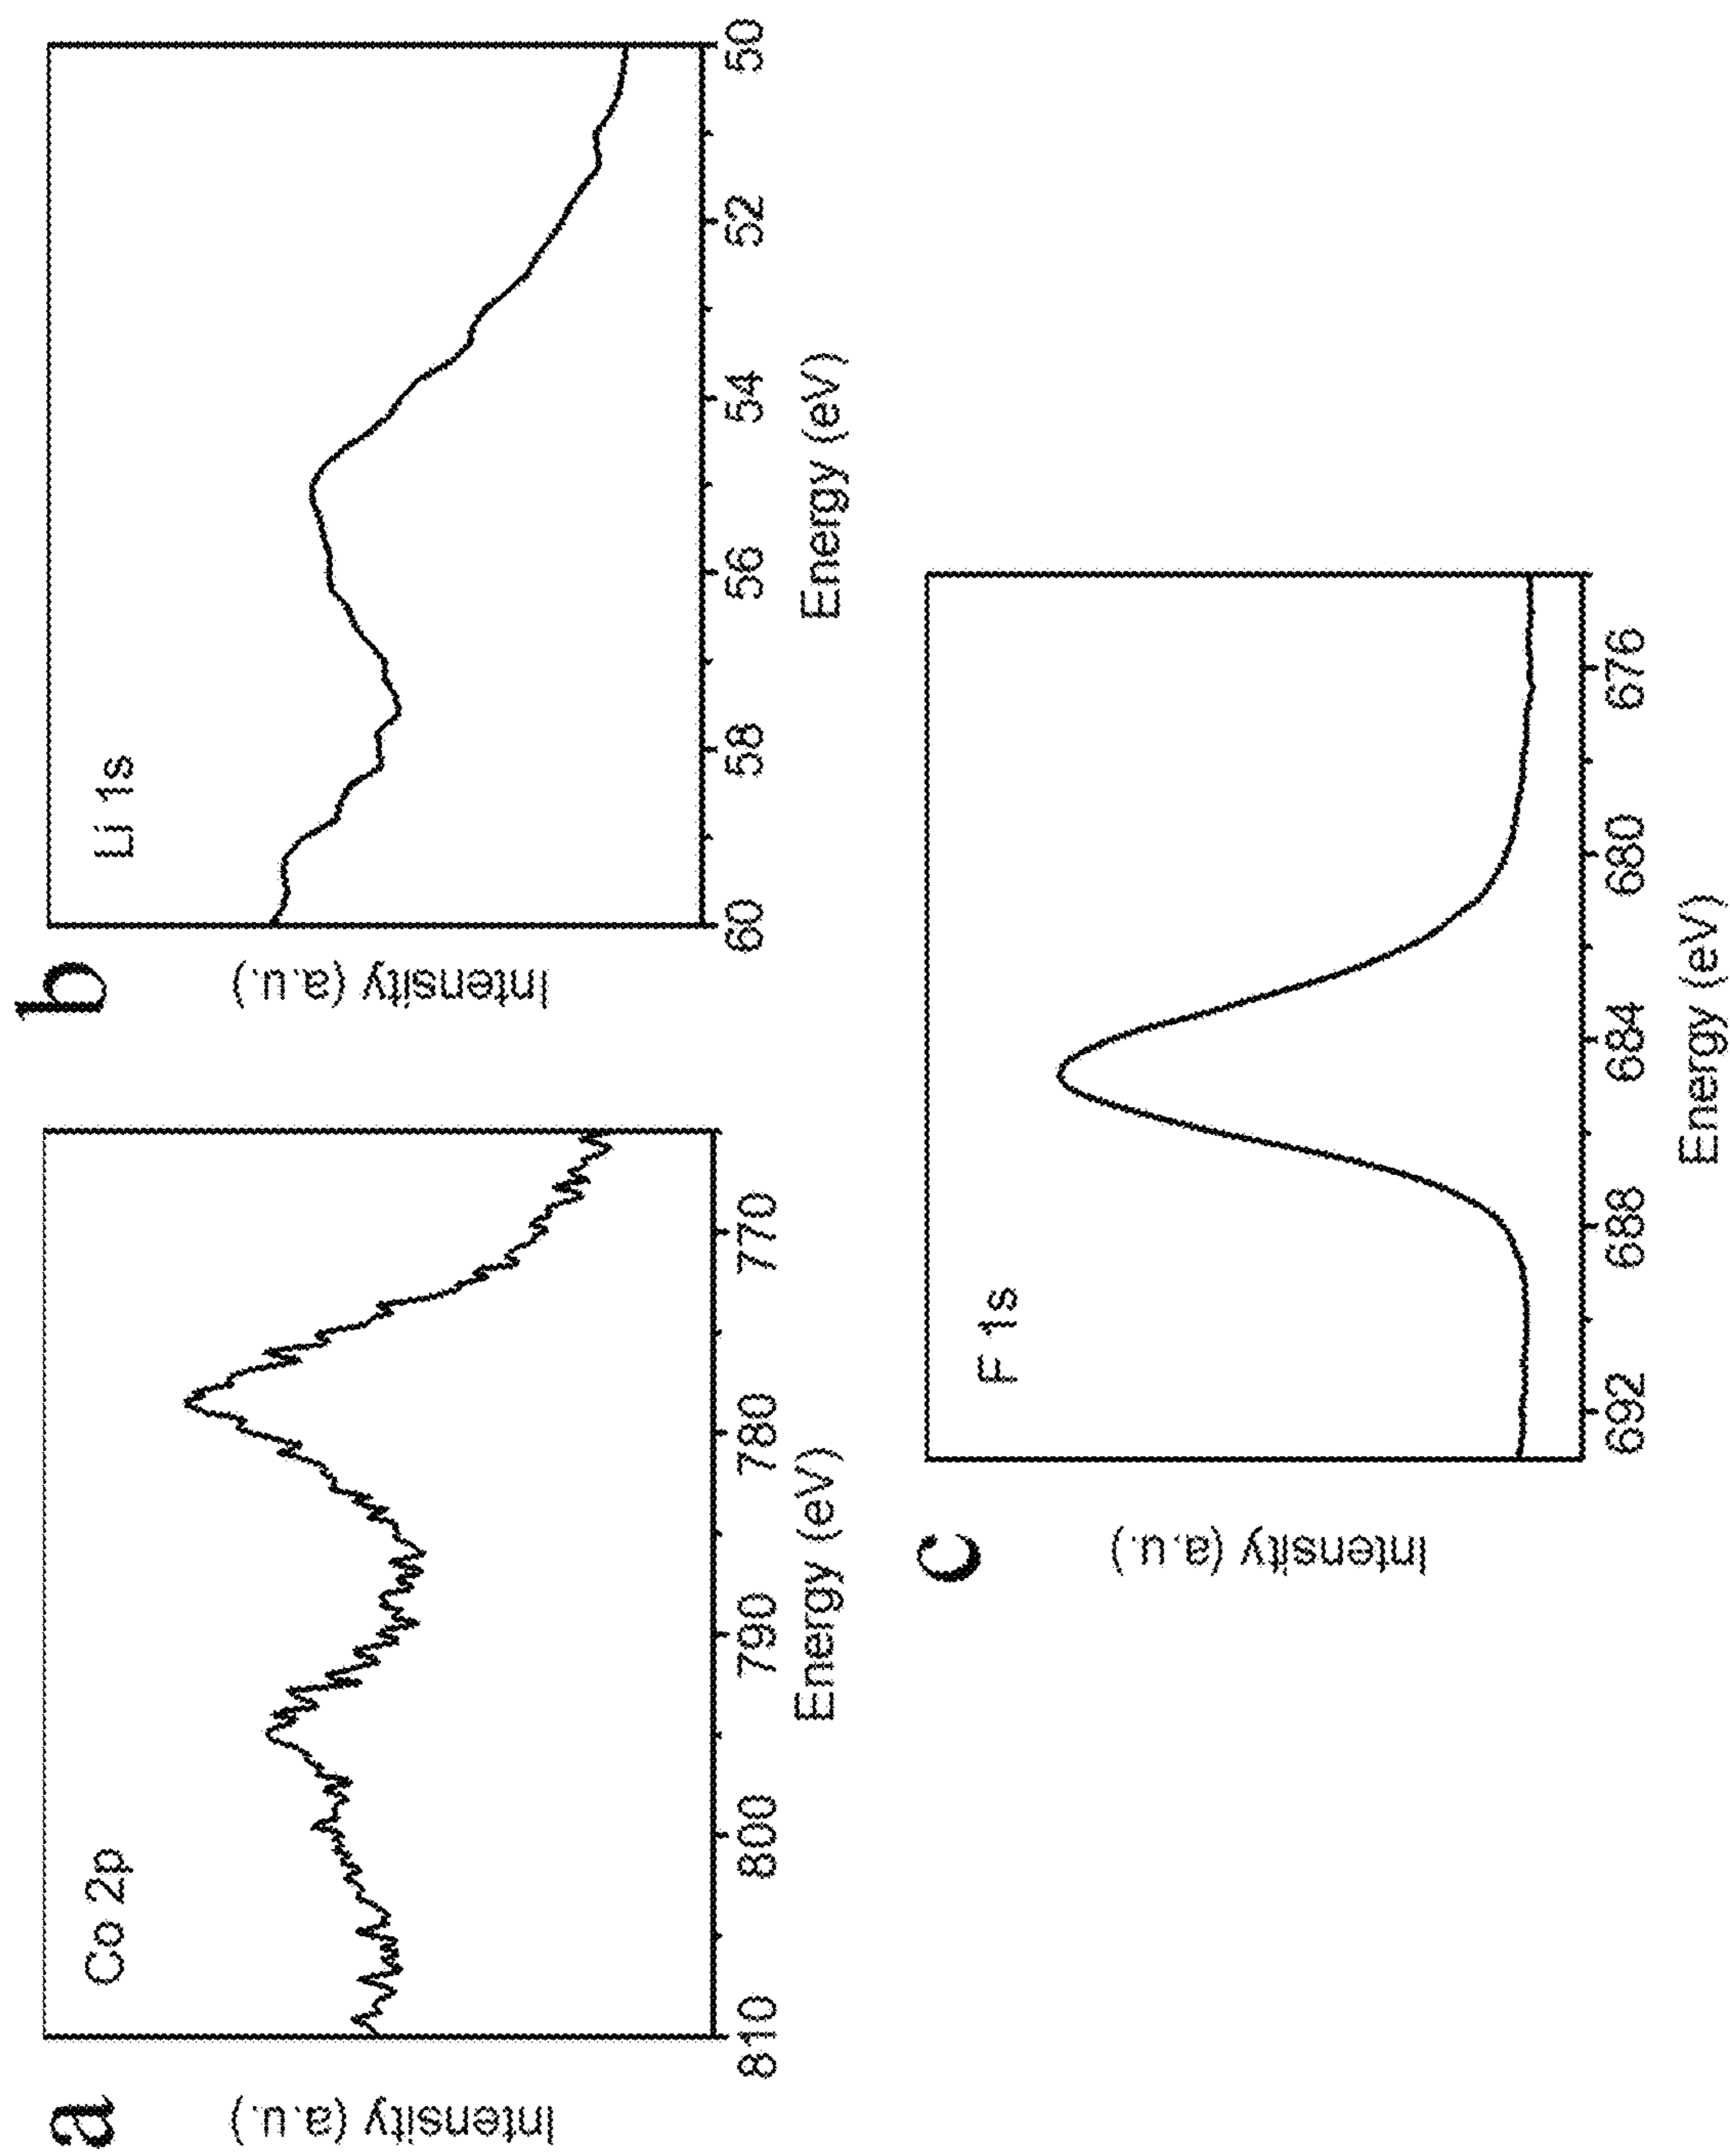 a
Co 2p
Intensity (a.u.)
810 800 790 780 770
Energy (eV)
b
Li 1s
Intensity (a.u.)
60 58 56 54 52 50
Energy (eV)
c
F 1s
Intensity (a.u.)
692 688 684 680 676
Energy (eV)